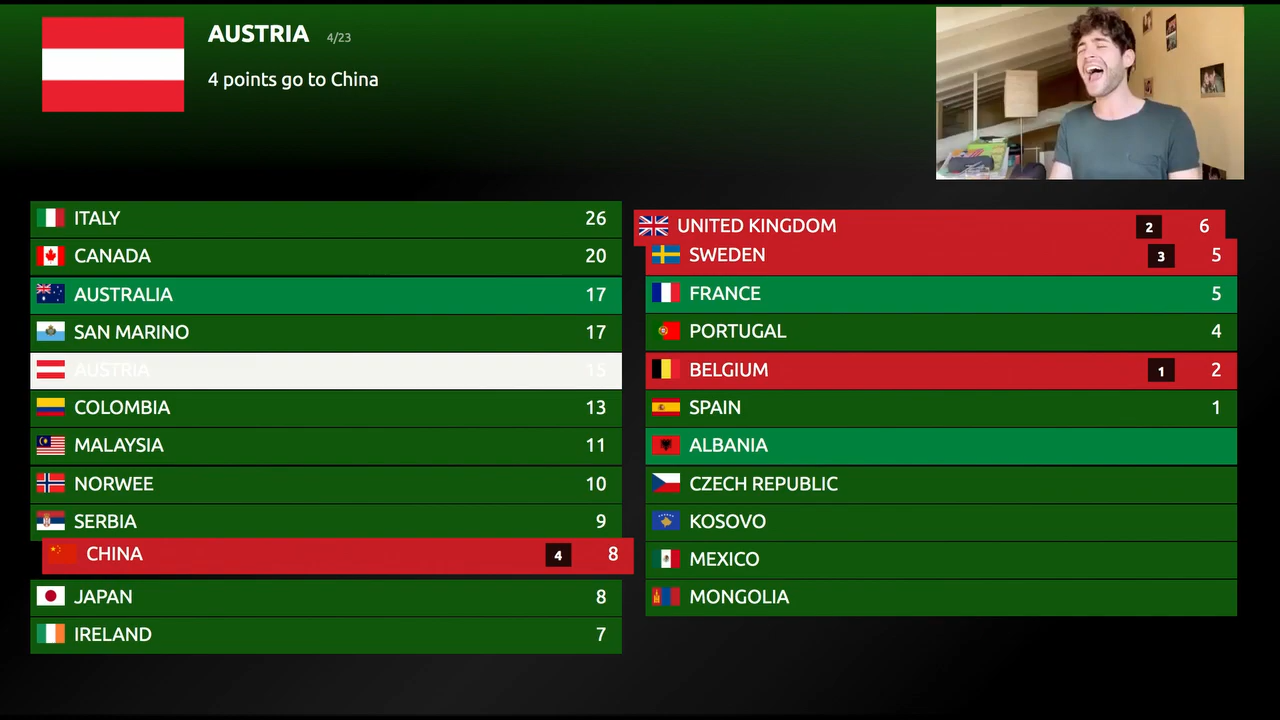 AUSTRIA 4/23
4 points go to China
ITALY 26
CANADA 20
AUSTRALIA 17
SAN MARINO 17
AUSTRIA 15
COLOMBIA 13
MALAYSIA 11
NORWEE 10
SERBIA 9
CHINA 4 8
JAPAN 8
IRELAND 7
UNITED KINGDOM 2 6
SWEDEN 3 5
FRANCE 5
PORTUGAL 4
BELGIUM 1 2
SPAIN 1
ALBANIA
CZECH REPUBLIC
KOSOVO
MEXICO
MONGOLIA